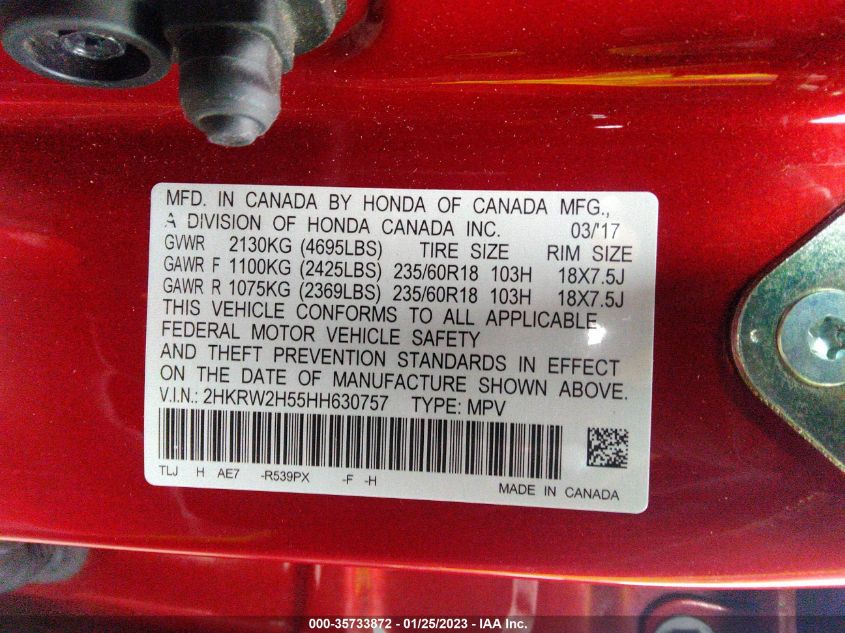 MFD. IN CANADA BY HONDA OF CANADA MFG.,
A DIVISION OF HONDA CANADA INC. 03/'17
GVWR 2130KG (4695LBS) TIRE SIZE RIM SIZE
GAWR F 1100KG (2425LBS) 235/60R18 103H 18X7.5J
GAWR R 1075KG (2369LBS) 235/60R18 103H 18X7.5J
THIS VEHICLE CONFORMS TO ALL APPLICABLE
FEDERAL MOTOR VEHICLE SAFETY
AND THEFT PREVENTION STANDARDS IN EFFECT
ON THE DATE OF MANUFACTURE SHOWN ABOVE.
V.I.N.: 2HKRW2H55HH630757 TYPE: MPV
TLJ H AE7 -R539PX -F -H
MADE IN CANADA
000-35733872 — 01/25/2023 — IAA Inc.